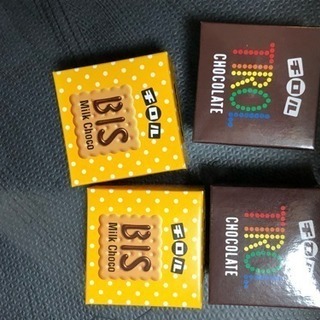 チロル
BIS
Milk Choco
チロル
TIROL
CHOCOLATE
チロル
BIS
Milk Choco
チロル
TIROL
CHOCOLATE